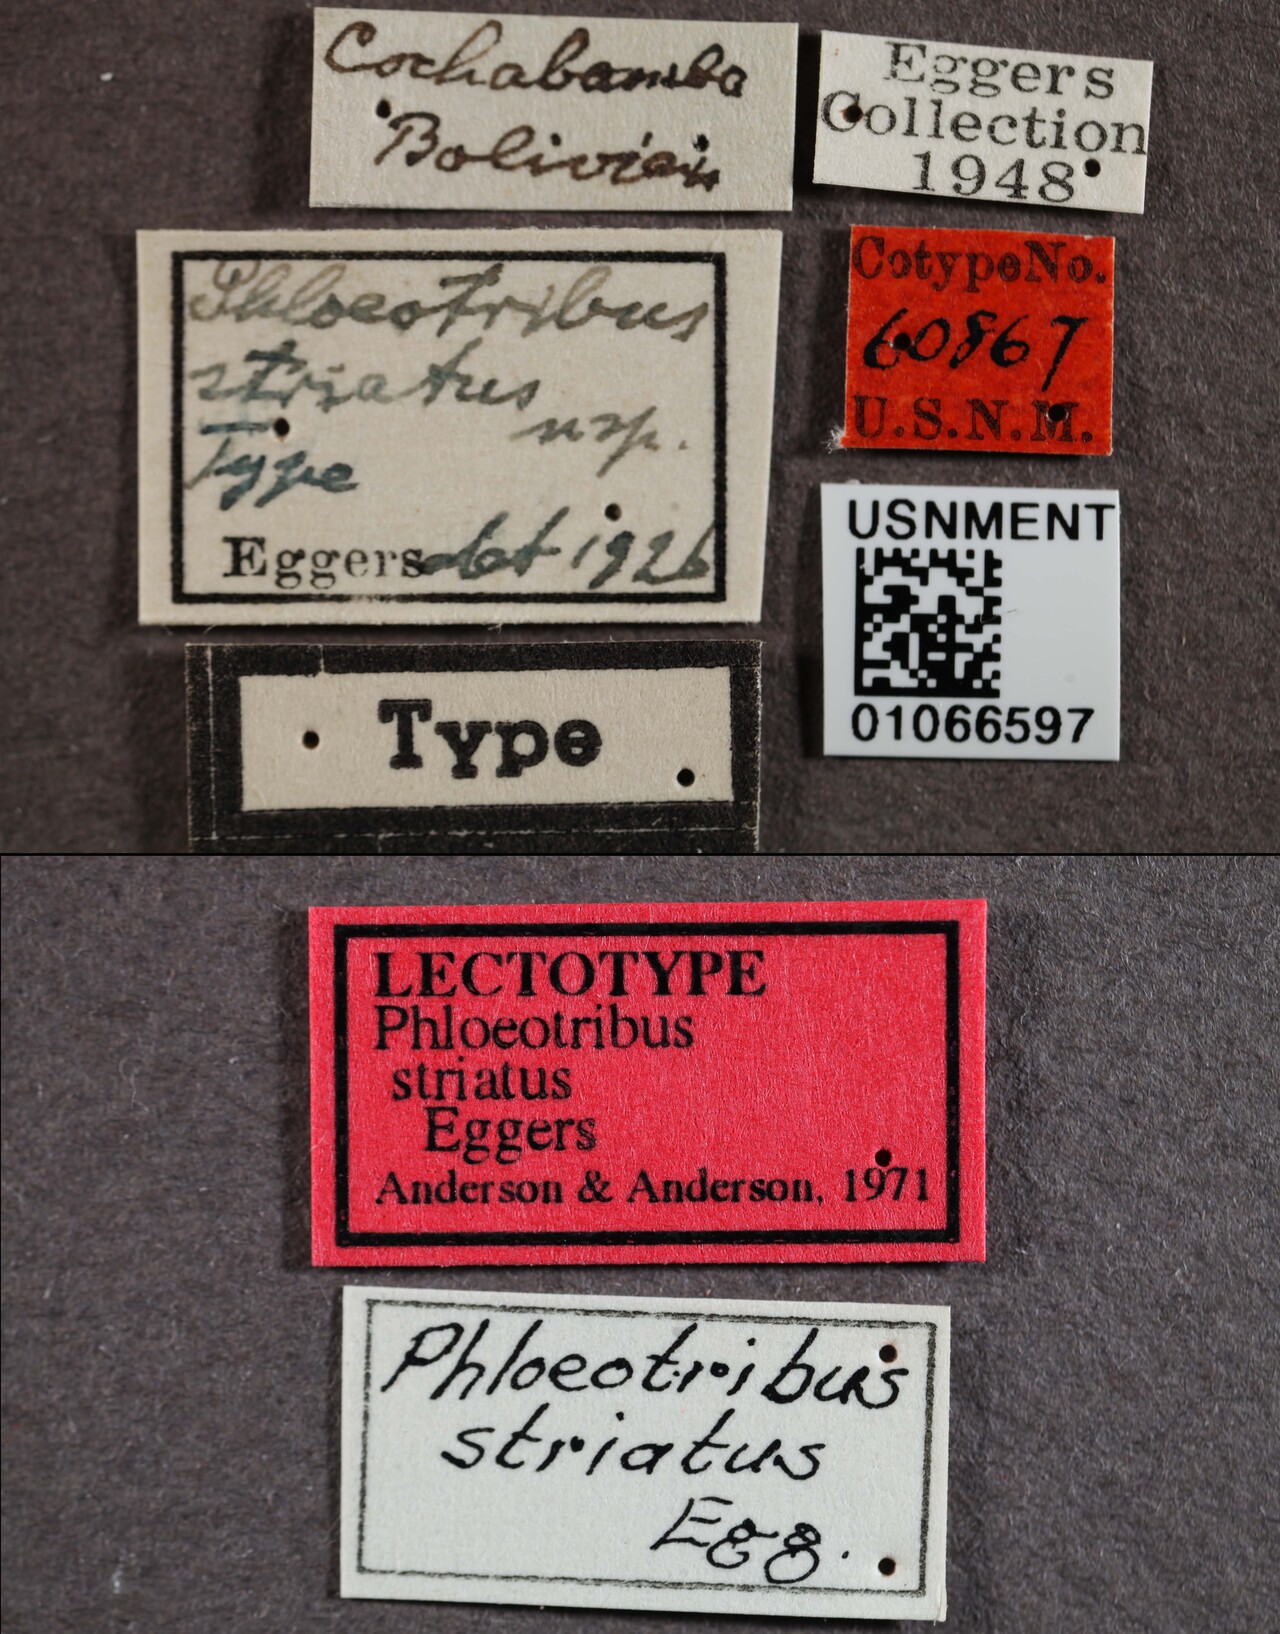 Cochabamba
Bolivien
Eggers
Collection
1948
Phloeotribus
striatus
n sp.
Type
Eggers det 1926
CotypeNo.
60867
U.S.N.M.
USNMENT
01066597
Type
LECTOTYPE
Phloeotribus
striatus
Eggers
Anderson & Anderson, 1971
Phloeotribus
striatus
Egg.